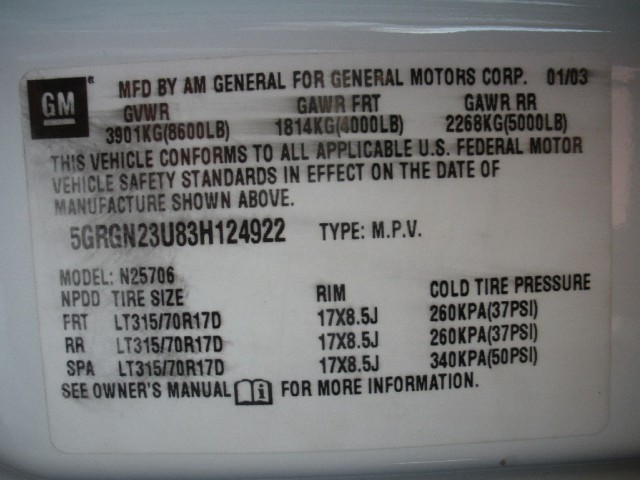 GM® MFD BY AM GENERAL FOR GENERAL MOTORS CORP. 01/03
GVWR GAWR FRT GAWR RR
3901KG(8600LB) 1814KG(4000LB) 2268KG(5000LB)
THIS VEHICLE CONFORMS TO ALL APPLICABLE U.S. FEDERAL MOTOR
VEHICLE SAFETY STANDARDS IN EFFECT ON THE DATE OF
MANUFACTURE SHOWN ABOVE.
5GRGN23U83H124922 TYPE: M.P.V.
MODEL: N25706
NPDD TIRE SIZE RIM COLD TIRE PRESSURE
FRT LT315/70R17D 17X8.5J 260KPA(37PSI)
RR LT315/70R17D 17X8.5J 260KPA(37PSI)
SPA LT315/70R17D 17X8.5J 340KPA(50PSI)
SEE OWNER'S MANUAL i FOR MORE INFORMATION.